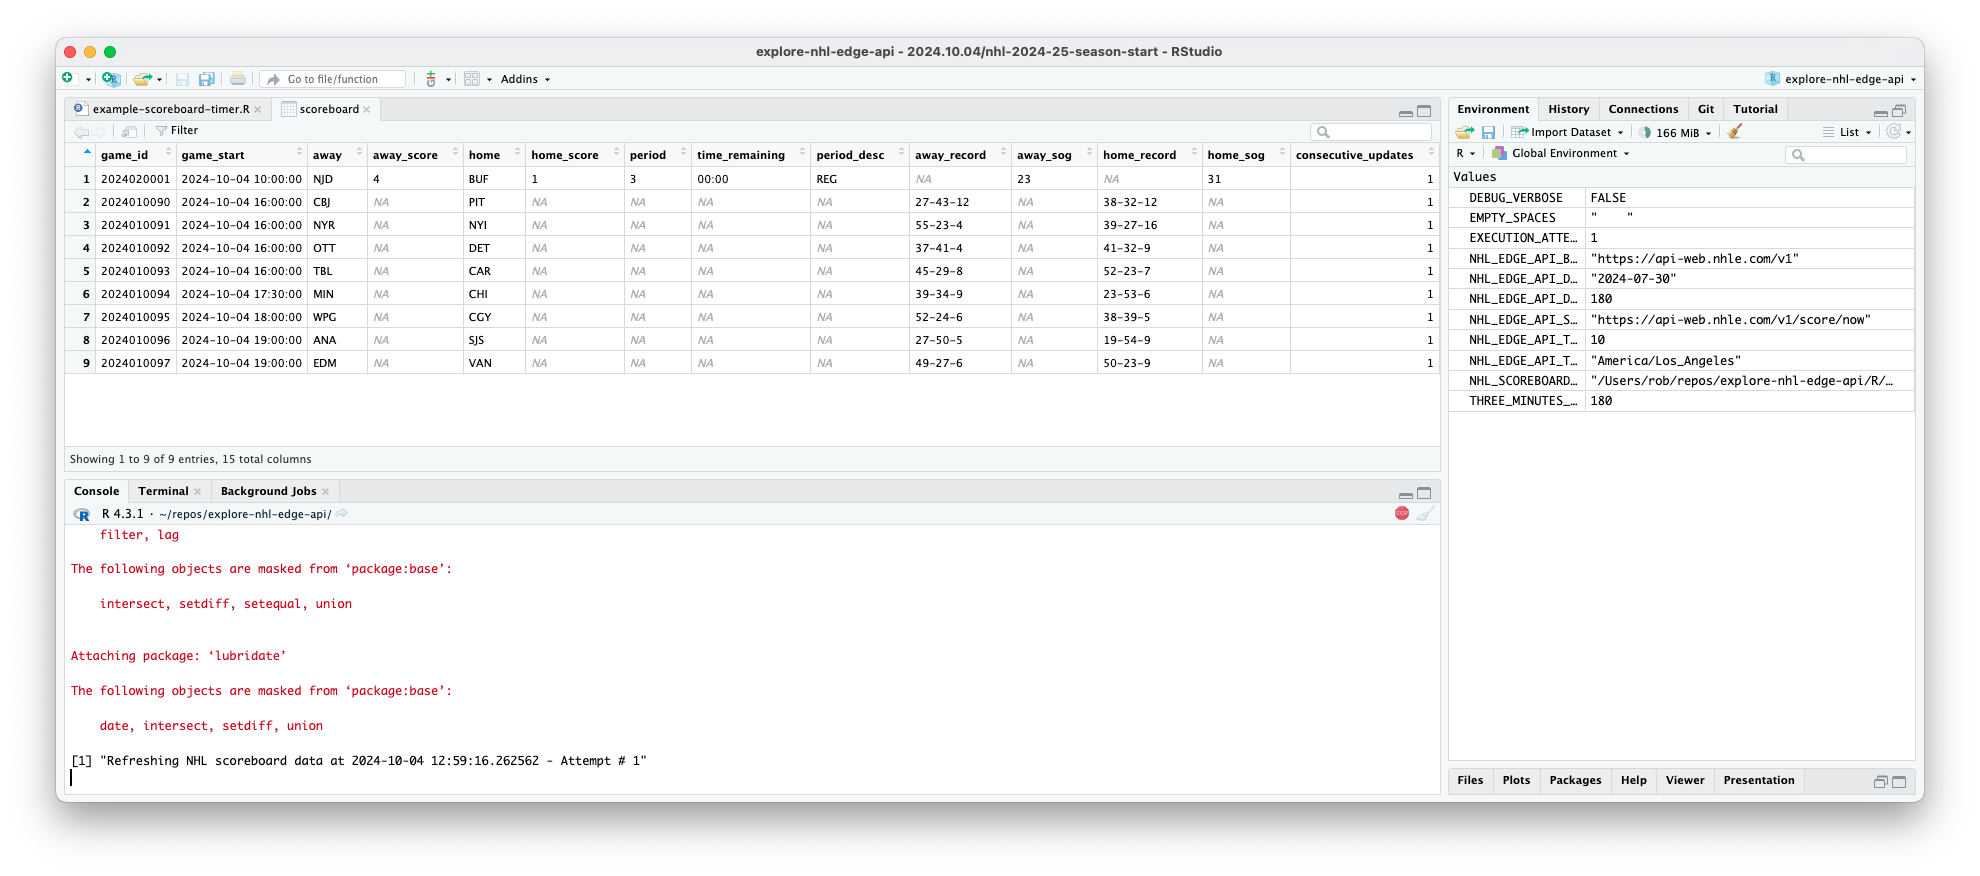 explore-nhl-edge-api - 2024.10.04/nhl-2024-25-season-start - RStudio
Go to file/function Addins explore-nhl-edge-api
example-scoreboard-timer.R scoreboard
Filter
game_id game_start away away_score home home_score period time_remaining period_desc away_record away_sog home_record home_sog consecutive_updates
1 2024020001 2024-10-04 10:00:00 NJD 4 BUF 1 3 00:00 REG NA 23 NA 31 1
2 2024010090 2024-10-04 16:00:00 CBJ NA PIT NA NA NA NA 27-43-12 NA 38-32-12 NA 1
3 2024010091 2024-10-04 16:00:00 NYR NA NYI NA NA NA NA 55-23-4 NA 39-27-16 NA 1
4 2024010092 2024-10-04 16:00:00 OTT NA DET NA NA NA NA 37-41-4 NA 41-32-9 NA 1
5 2024010093 2024-10-04 16:00:00 TBL NA CAR NA NA NA NA 45-29-8 NA 52-23-7 NA 1
6 2024010094 2024-10-04 17:30:00 MIN NA CHI NA NA NA NA 39-34-9 NA 23-53-6 NA 1
7 2024010095 2024-10-04 18:00:00 WPG NA CGY NA NA NA NA 52-24-6 NA 38-39-5 NA 1
8 2024010096 2024-10-04 19:00:00 ANA NA SJS NA NA NA NA 27-50-5 NA 19-54-9 NA 1
9 2024010097 2024-10-04 19:00:00 EDM NA VAN NA NA NA NA 49-27-6 NA 50-23-9 NA 1
Showing 1 to 9 of 9 entries, 15 total columns
Console Terminal Background Jobs
R 4.3.1 · ~/repos/explore-nhl-edge-api/
STOP
filter, lag
The following objects are masked from ‘package:base’:
intersect, setdiff, setequal, union
Attaching package: ‘lubridate’
The following objects are masked from ‘package:base’:
date, intersect, setdiff, union
[1] "Refreshing NHL scoreboard data at 2024-10-04 12:59:16.262562 - Attempt # 1"
Environment History Connections Git Tutorial
Import Dataset 166 MiB List
R Global Environment
Values
DEBUG_VERBOSE FALSE
EMPTY_SPACES "    "
EXECUTION_ATTE… 1
NHL_EDGE_API_B… "https://api-web.nhle.com/v1"
NHL_EDGE_API_D… "2024-07-30"
NHL_EDGE_API_D… 180
NHL_EDGE_API_S… "https://api-web.nhle.com/v1/score/now"
NHL_EDGE_API_T… 10
NHL_EDGE_API_T… "America/Los_Angeles"
NHL_SCOREBOARD… "/Users/rob/repos/explore-nhl-edge-api/R/…
THREE_MINUTES_… 180
Files Plots Packages Help Viewer Presentation